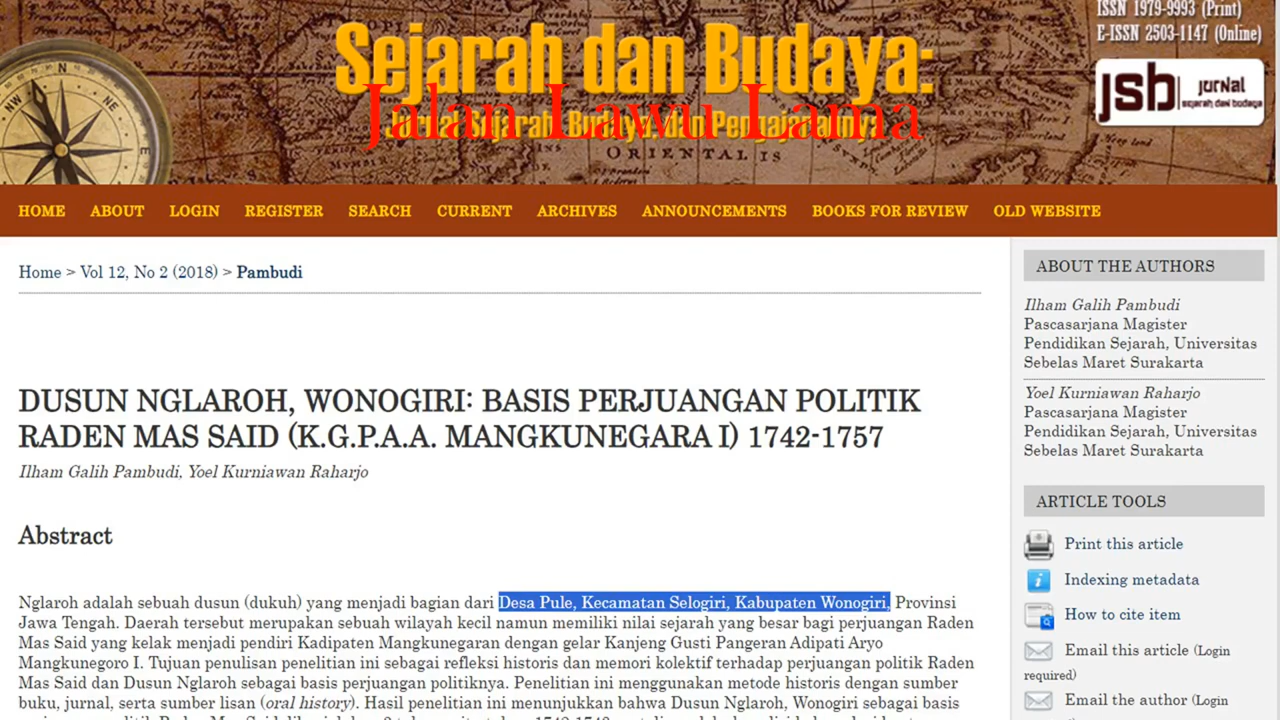 ISSN 1979-9993 (Print)
E-ISSN 2503-1147 (Online)
Sejarah dan Budaya:
Jurnal Sejarah, Budaya, dan Pengajarannya
Jalan Lawu Lama
jsb jurnal
sejarah dan budaya
N
NW
ORIENTAL IS
HOME ABOUT LOGIN REGISTER SEARCH CURRENT ARCHIVES ANNOUNCEMENTS BOOKS FOR REVIEW OLD WEBSITE
Home > Vol 12, No 2 (2018) > Pambudi
DUSUN NGLAROH, WONOGIRI: BASIS PERJUANGAN POLITIK
RADEN MAS SAID (K.G.P.A.A. MANGKUNEGARA I) 1742-1757
Ilham Galih Pambudi, Yoel Kurniawan Raharjo
Abstract
Nglaroh adalah sebuah dusun (dukuh) yang menjadi bagian dari Desa Pule, Kecamatan Selogiri, Kabupaten Wonogiri, Provinsi
Jawa Tengah. Daerah tersebut merupakan sebuah wilayah kecil namun memiliki nilai sejarah yang besar bagi perjuangan Raden
Mas Said yang kelak menjadi pendiri Kadipaten Mangkunegaran dengan gelar Kanjeng Gusti Pangeran Adipati Aryo
Mangkunegoro I. Tujuan penulisan penelitian ini sebagai refleksi historis dan memori kolektif terhadap perjuangan politik Raden
Mas Said dan Dusun Nglaroh sebagai basis perjuangan politiknya. Penelitian ini menggunakan metode historis dengan sumber
buku, jurnal, serta sumber lisan (oral history). Hasil penelitian ini menunjukkan bahwa Dusun Nglaroh, Wonogiri sebagai basis
ABOUT THE AUTHORS
Ilham Galih Pambudi
Pascasarjana Magister
Pendidikan Sejarah, Universitas
Sebelas Maret Surakarta
Yoel Kurniawan Raharjo
Pascasarjana Magister
Pendidikan Sejarah, Universitas
Sebelas Maret Surakarta
ARTICLE TOOLS
Print this article
Indexing metadata
How to cite item
Email this article (Login
required)
Email the author (Login